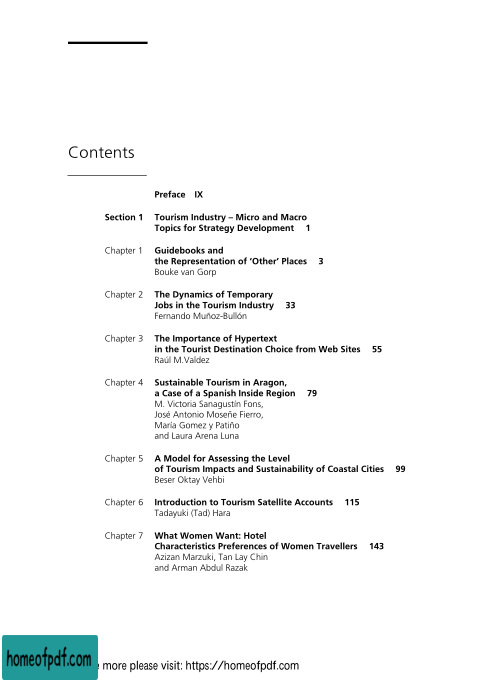 Contents
Preface IX
Section 1 Tourism Industry – Micro and Macro
Topics for Strategy Development 1
Chapter 1 Guidebooks and
the Representation of ‘Other’ Places 3
Bouke van Gorp
Chapter 2 The Dynamics of Temporary
Jobs in the Tourism Industry 33
Fernando Muñoz-Bullón
Chapter 3 The Importance of Hypertext
in the Tourist Destination Choice from Web Sites 55
Raúl M.Valdez
Chapter 4 Sustainable Tourism in Aragon,
a Case of a Spanish Inside Region 79
M. Victoria Sanagustín Fons,
José Antonio Moseñe Fierro,
María Gomez y Patiño
and Laura Arena Luna
Chapter 5 A Model for Assessing the Level
of Tourism Impacts and Sustainability of Coastal Cities 99
Beser Oktay Vehbi
Chapter 6 Introduction to Tourism Satellite Accounts 115
Tadayuki (Tad) Hara
Chapter 7 What Women Want: Hotel
Characteristics Preferences of Women Travellers 143
Azizan Marzuki, Tan Lay Chin
and Arman Abdul Razak
homeofpdf.com
more please visit: https://homeofpdf.com